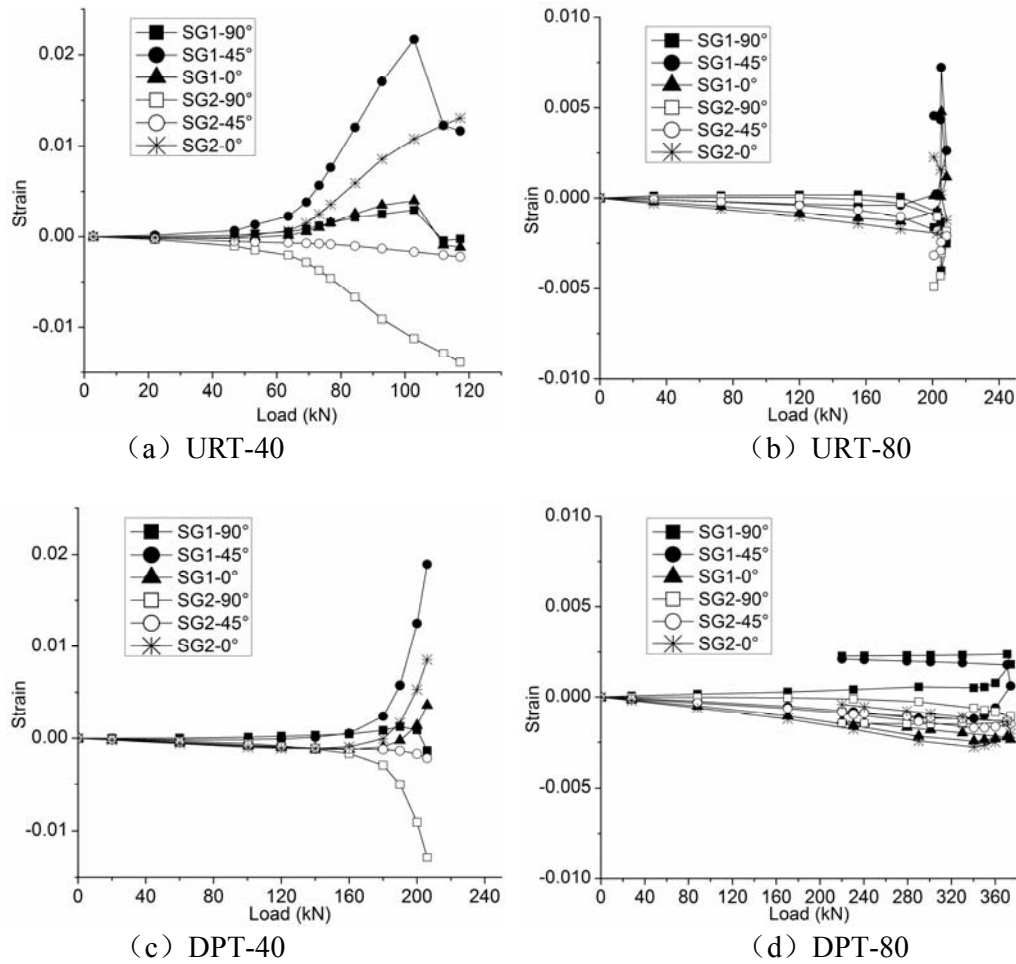 SG1-90°
SG1-45°
SG1-0°
SG2-90°
SG2-45°
SG2-0°
0.02
0.01
0.00
-0.01
Strain
0 20 40 60 80 100 120
Load (kN)
(a) URT-40
SG1-90°
SG1-45°
SG1-0°
SG2-90°
SG2-45°
SG2-0°
0.010
0.005
0.000
-0.005
-0.010
Strain
0 40 80 120 160 200 240
Load (kN)
(b) URT-80
SG1-90°
SG1-45°
SG1-0°
SG2-90°
SG2-45°
SG2-0°
0.02
0.01
0.00
-0.01
Strain
0 40 80 120 160 200 240
Load (kN)
(c) DPT-40
SG1-90°
SG1-45°
SG1-0°
SG2-90°
SG2-45°
SG2-0°
0.010
0.005
0.000
-0.005
-0.010
Strain
0 40 80 120 160 200 240 280 320 360
Load (kN)
(d) DPT-80